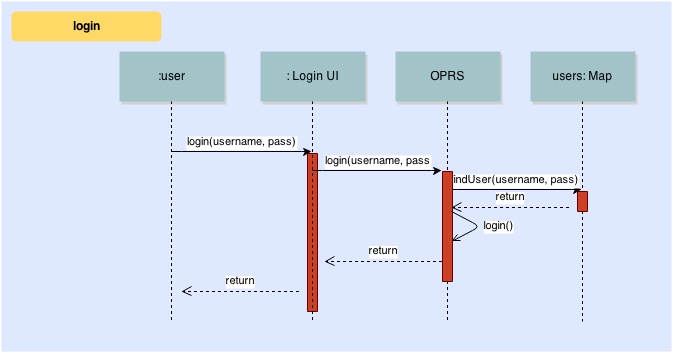 login
:user
: Login UI
OPRS
users: Map
login(username, pass)
login(username, pass
indUser(username, pass)
return
login()
return
return